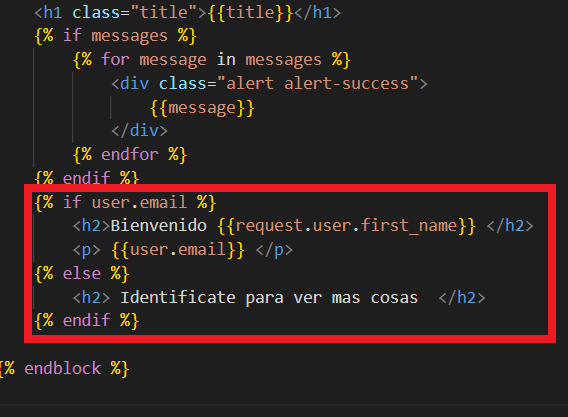 <h1 class="title">{{title}}</h1>
{% if messages %}
{% for message in messages %}
<div class="alert alert-success">
{{message}}
</div>
{% endfor %}
{% endif %}
{% if user.email %}
<h2>Bienvenido {{request.user.first_name}} </h2>
<p> {{user.email}} </p>
{% else %}
<h2> Identificate para ver mas cosas  </h2>
{% endif %}
{% endblock %}